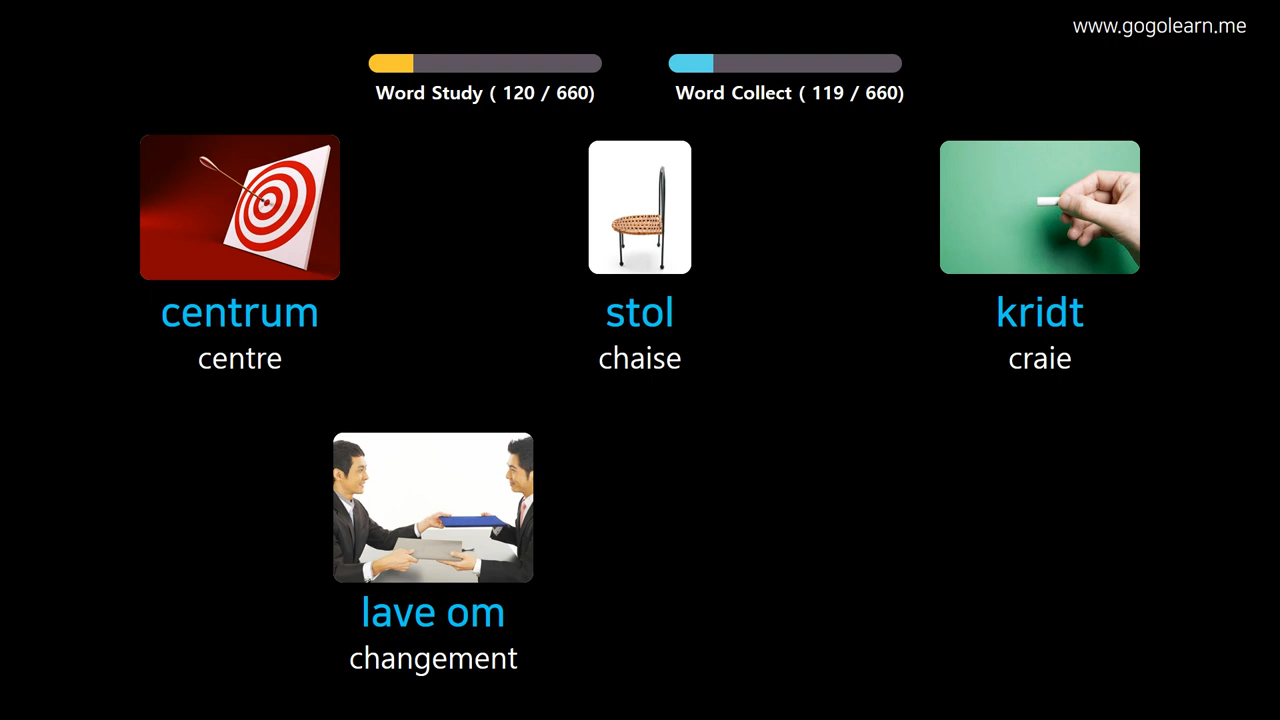 www.gogolearn.me
Word Study ( 120 / 660)
Word Collect ( 119 / 660)
centrum
centre
stol
chaise
kridt
craie
lave om
changement